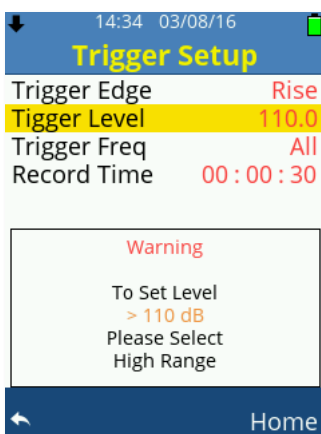 14:34 03/08/16
Trigger Setup
Trigger Edge Rise
Tigger Level 110.0
Trigger Freq All
Record Time 00 : 00 : 30
Warning
To Set Level
> 110 dB
Please Select
High Range
Home